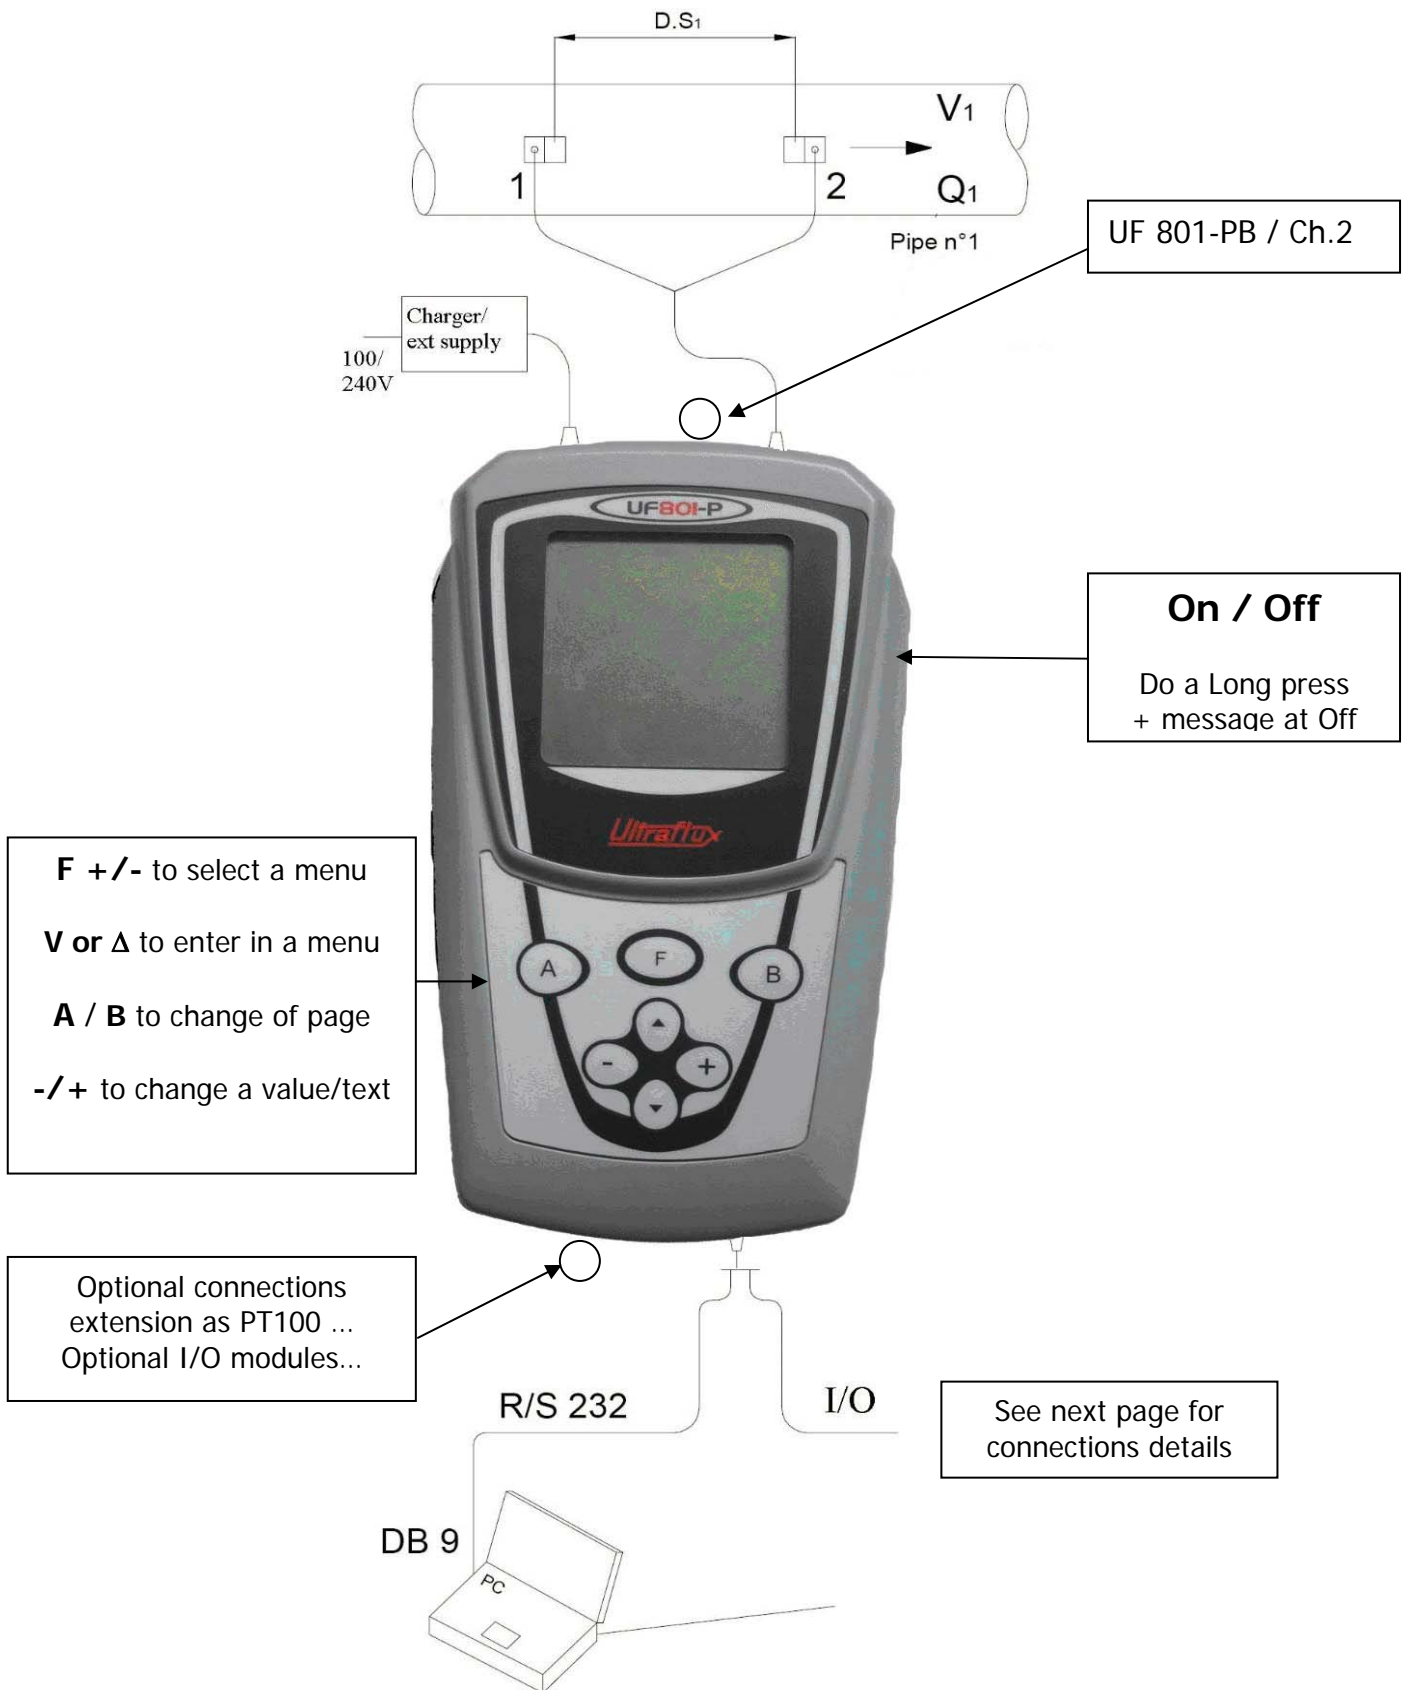 D.S1
V1
1
2
Q1
Pipe n°1
UF 801-PB / Ch.2
Charger/
ext supply
100/
240V
UF801-P
On / Off
Do a Long press
+ message at Off
Ultraflux
F +/- to select a menu
V or Δ to enter in a menu
A / B to change of page
-/+ to change a value/text
A
F
B
-
+
Optional connections
extension as PT100 ...
Optional I/O modules...
R/S 232
I/O
See next page for
connections details
DB 9
PC